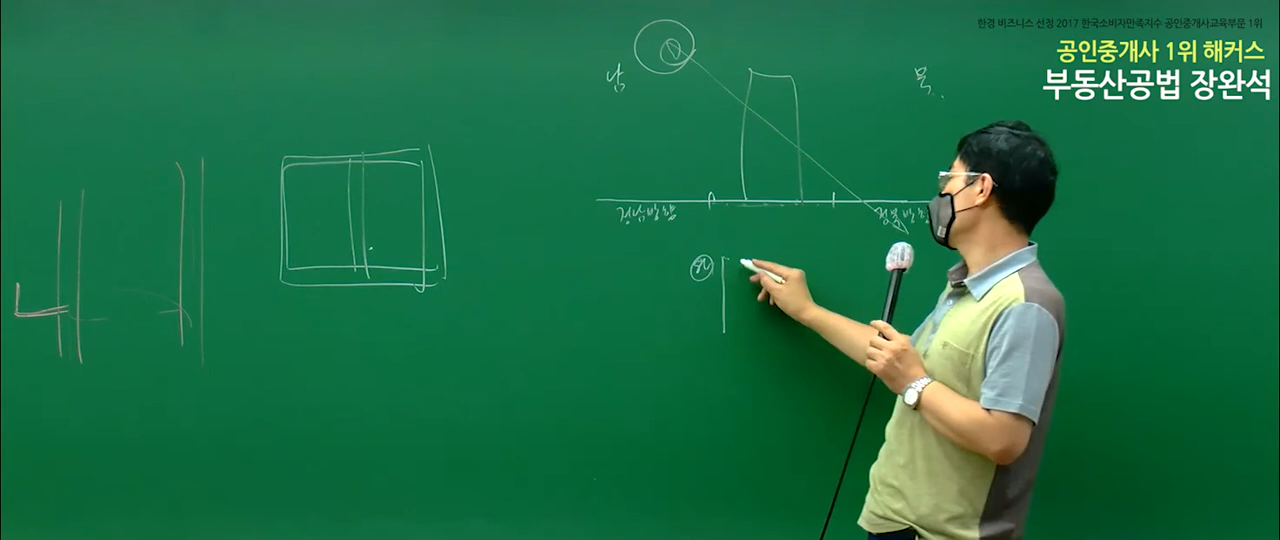 한경 비즈니스 선정 2017 한국소비자만족지수 공인중개사교육부문 1위
공인중개사 1위 해커스
부동산공법 장완석
남
북
정남방향
정북방향